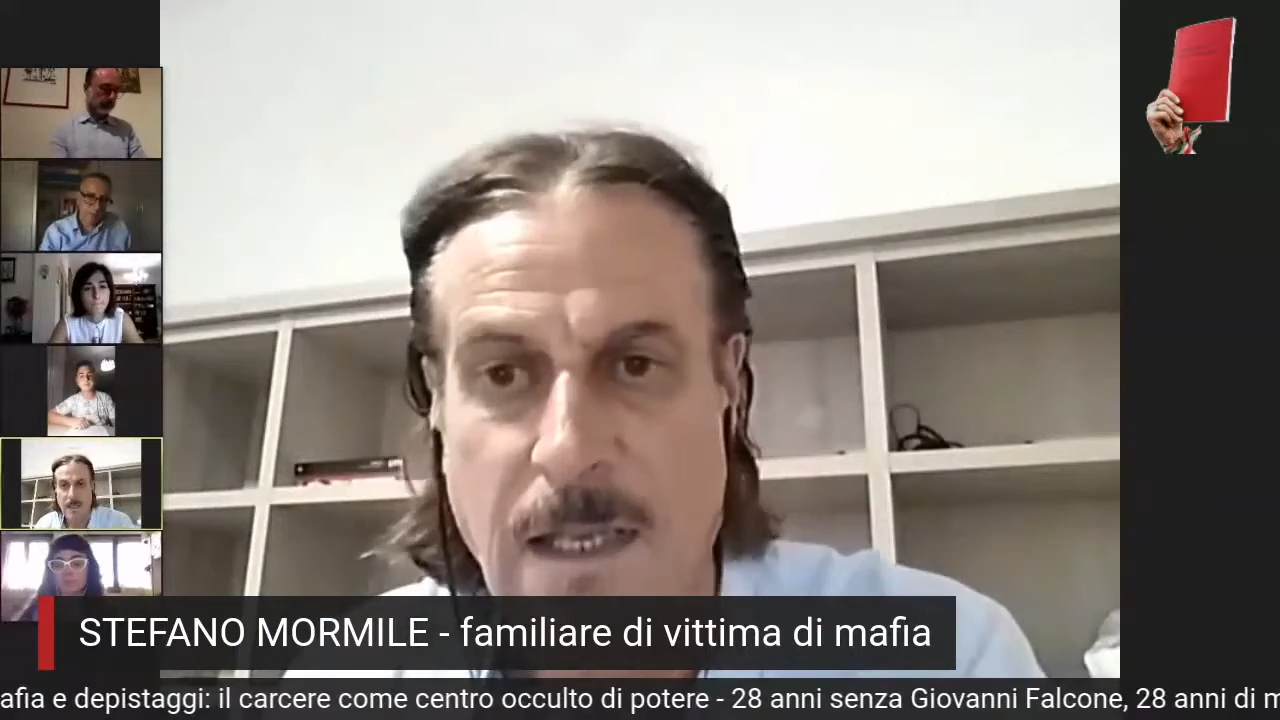 STEFANO MORMILE - familiare di vittima di mafia
afia e depistaggi: il carcere come centro occulto di potere - 28 anni senza Giovanni Falcone, 28 anni di m